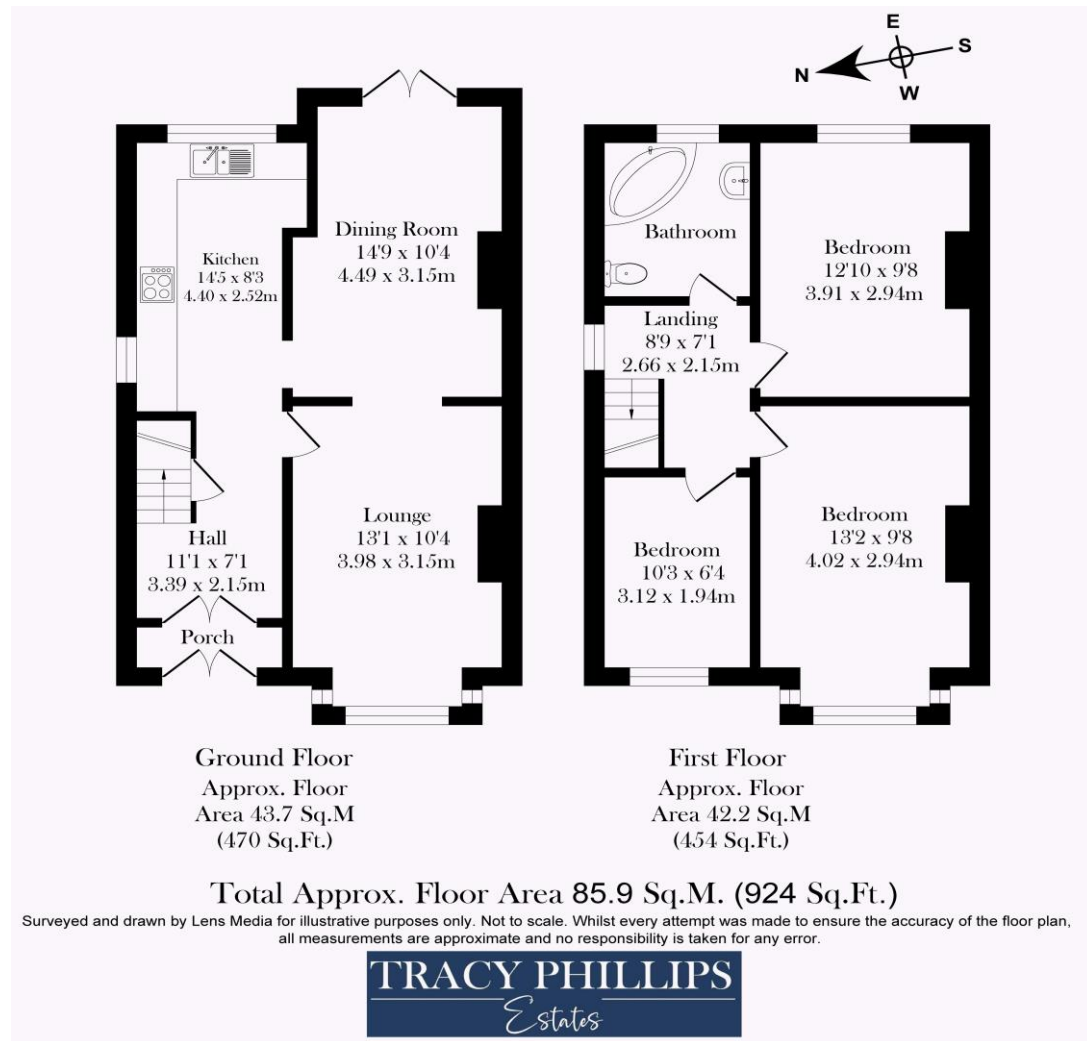 E
S
N
W
Dining Room
14'9 x 10'4
4.49 x 3.15m
Kitchen
14'5 x 8'3
4.40 x 2.52m
Lounge
13'1 x 10'4
3.98 x 3.15m
Hall
11'1 x 7'1
3.39 x 2.15m
Porch
Bathroom
Bedroom
12'10 x 9'8
3.91 x 2.94m
Landing
8'9 x 7'1
2.66 x 2.15m
Bedroom
13'2 x 9'8
4.02 x 2.94m
Bedroom
10'3 x 6'4
3.12 x 1.94m
Ground Floor
Approx. Floor
Area 43.7 Sq.M
(470 Sq.Ft.)
First Floor
Approx. Floor
Area 42.2 Sq.M
(454 Sq.Ft.)
Total Approx. Floor Area 85.9 Sq.M. (924 Sq.Ft.)
Surveyed and drawn by Lens Media for illustrative purposes only. Not to scale. Whilst every attempt was made to ensure the accuracy of the floor plan,
all measurements are approximate and no responsibility is taken for any error.
TRACY PHILLIPS
Estates